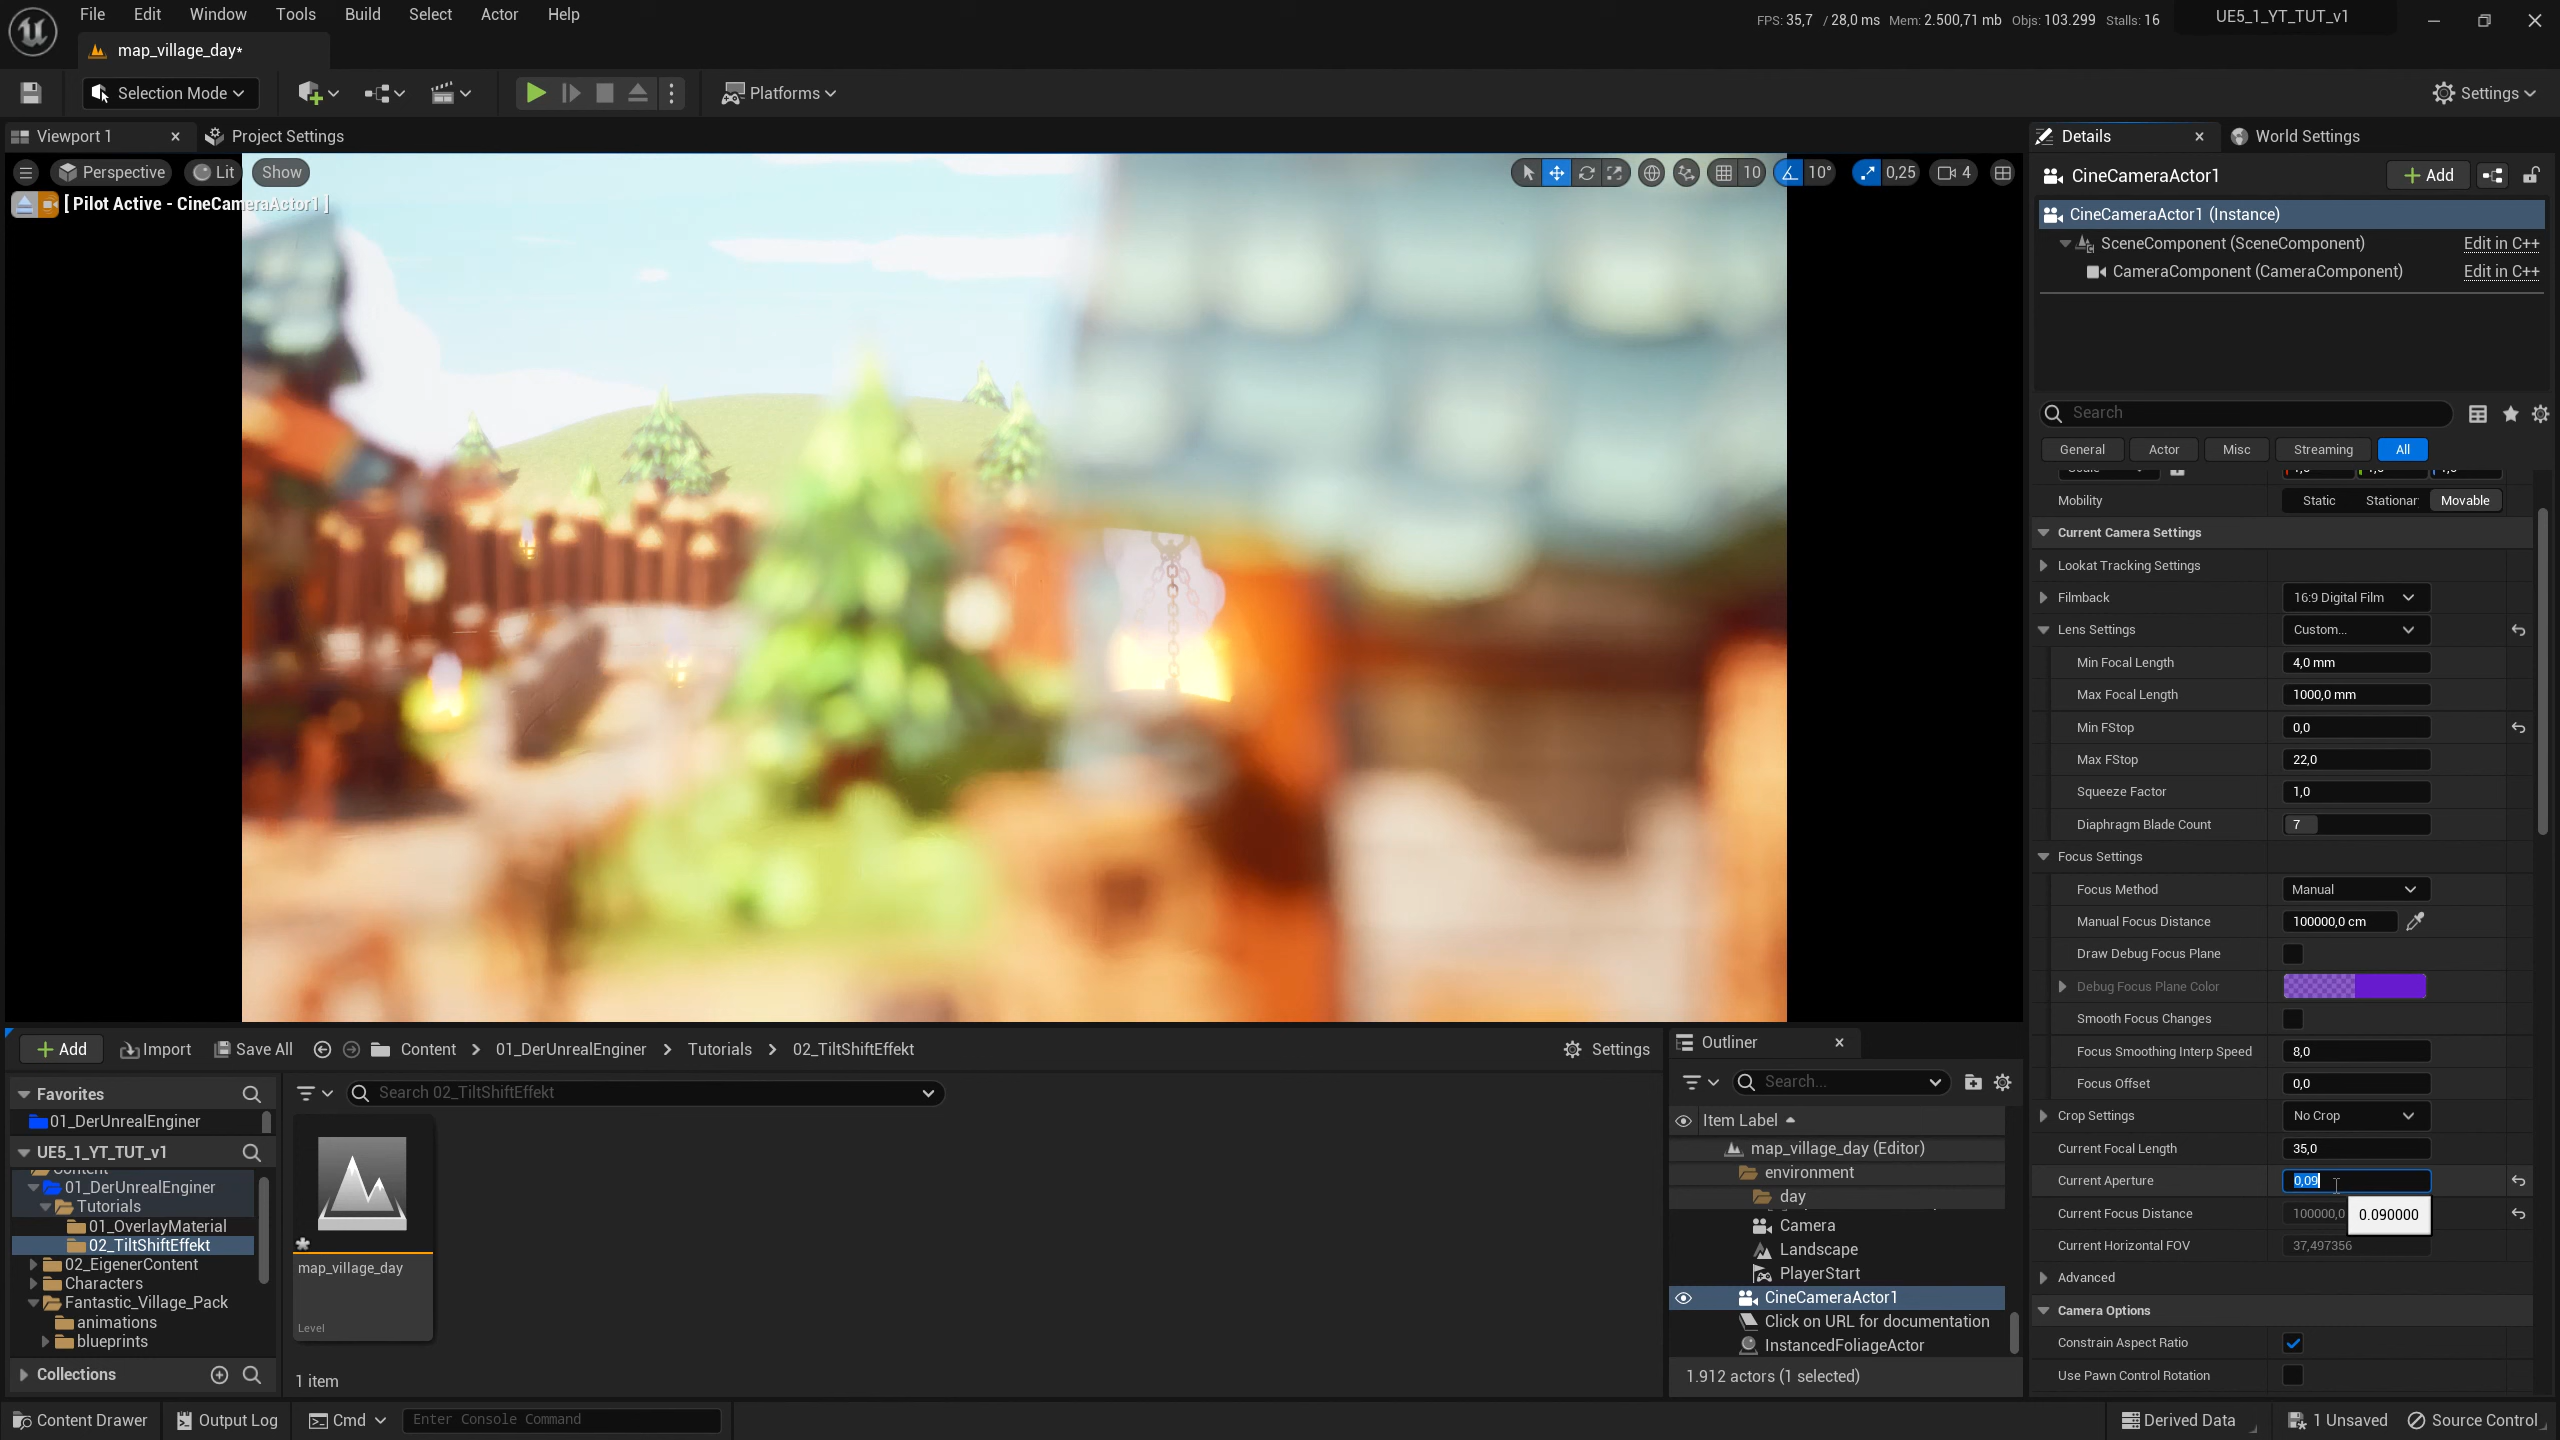 File Edit Window Tools Build Select Actor Help
FPS: 35,7 / 28,0 ms Mem: 2.500,71 mb Objs: 103.299 Stalls: 16
UE5_1_YT_TUT_v1
map_village_day*
Selection Mode
Platforms
Settings
Viewport 1
Project Settings
Details
World Settings
Perspective
Lit
Show
10
10°
0,25
4
[ Pilot Active - CineCameraActor1 ]
CineCameraActor1
Add
CineCameraActor1 (Instance)
SceneComponent (SceneComponent) Edit in C++
CameraComponent (CameraComponent) Edit in C++
Search
General Actor Misc Streaming All
Mobility Static Stationar Movable
Current Camera Settings
Lookat Tracking Settings
Filmback 16:9 Digital Film
Lens Settings Custom...
Min Focal Length 4,0 mm
Max Focal Length 1000,0 mm
Min FStop 0,0
Max FStop 22,0
Squeeze Factor 1,0
Diaphragm Blade Count 7
Focus Settings
Focus Method Manual
Manual Focus Distance 100000,0 cm
Draw Debug Focus Plane
Debug Focus Plane Color
Smooth Focus Changes
Focus Smoothing Interp Speed 8,0
Focus Offset 0,0
Crop Settings No Crop
Current Focal Length 35,0
Current Aperture 0,09
Current Focus Distance 100000,0
0.090000
Current Horizontal FOV 37,497356
Advanced
Camera Options
Constrain Aspect Ratio
Use Pawn Control Rotation
Add Import Save All Content 01_DerUnrealEnginer Tutorials 02_TiltShiftEffekt Settings
Favorites
Search 02_TiltShiftEffekt
01_DerUnrealEnginer
UE5_1_YT_TUT_v1
Content
01_DerUnrealEnginer
Tutorials
01_OverlayMaterial
02_TiltShiftEffekt
02_EigenerContent
Characters
Fantastic_Village_Pack
animations
blueprints
Collections
map_village_day
Level
1 item
Outliner
Search...
Item Label
map_village_day (Editor)
environment
day
Camera
Landscape
PlayerStart
CineCameraActor1
Click on URL for documentation
InstancedFoliageActor
1.912 actors (1 selected)
Content Drawer
Output Log
Cmd
Enter Console Command
Derived Data
1 Unsaved
Source Control